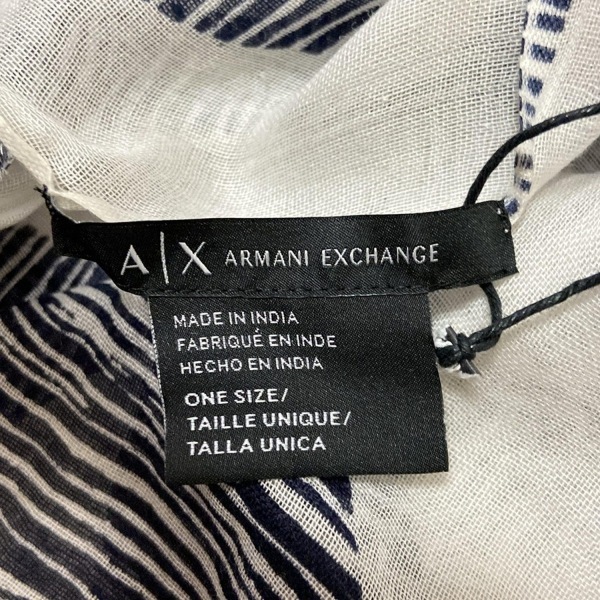 A|X ARMANI EXCHANGE
MADE IN INDIA
FABRIQUÉ EN INDE
HECHO EN INDIA
ONE SIZE/
TAILLE UNIQUE/
TALLA UNICA